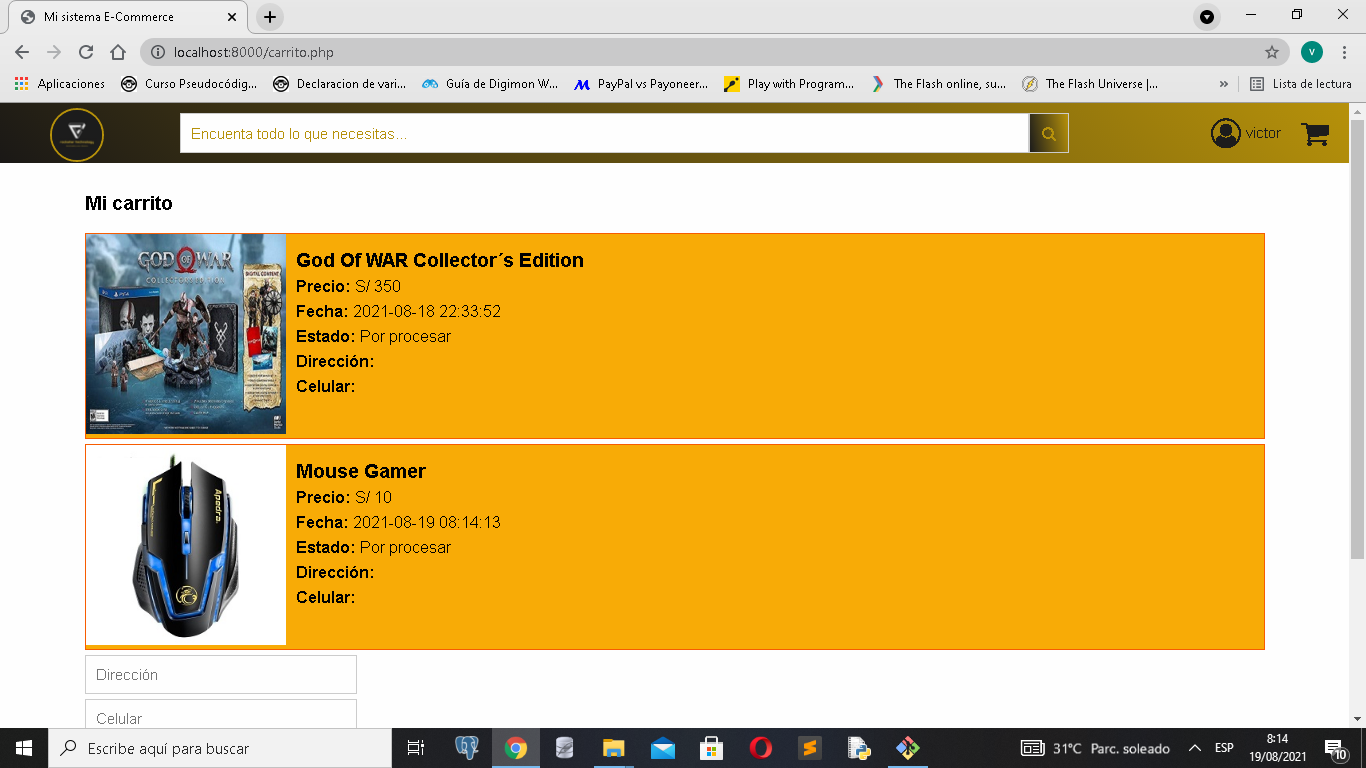 Mi sistema E-Commerce
localhost:8000/carrito.php
V
Aplicaciones
Curso Pseudocódig...
Declaracion de vari...
Guía de Digimon W...
PayPal vs Payoneer...
Play with Program...
The Flash online, su...
The Flash Universe |...
»
Lista de lectura
Encuenta todo lo que necesitas...
victor
Mi carrito
GOD OF WAR
COLLECTOR'S EDITION
DIGITAL CONTENT
God Of WAR Collector´s Edition
Precio: S/ 350
Fecha: 2021-08-18 22:33:52
Estado: Por procesar
Dirección:
Celular:
Apedra
Mouse Gamer
Precio: S/ 10
Fecha: 2021-08-19 08:14:13
Estado: Por procesar
Dirección:
Celular:
Dirección
Celular
Escribe aquí para buscar
31°C Parc. soleado
ESP
8:14
19/08/2021
10